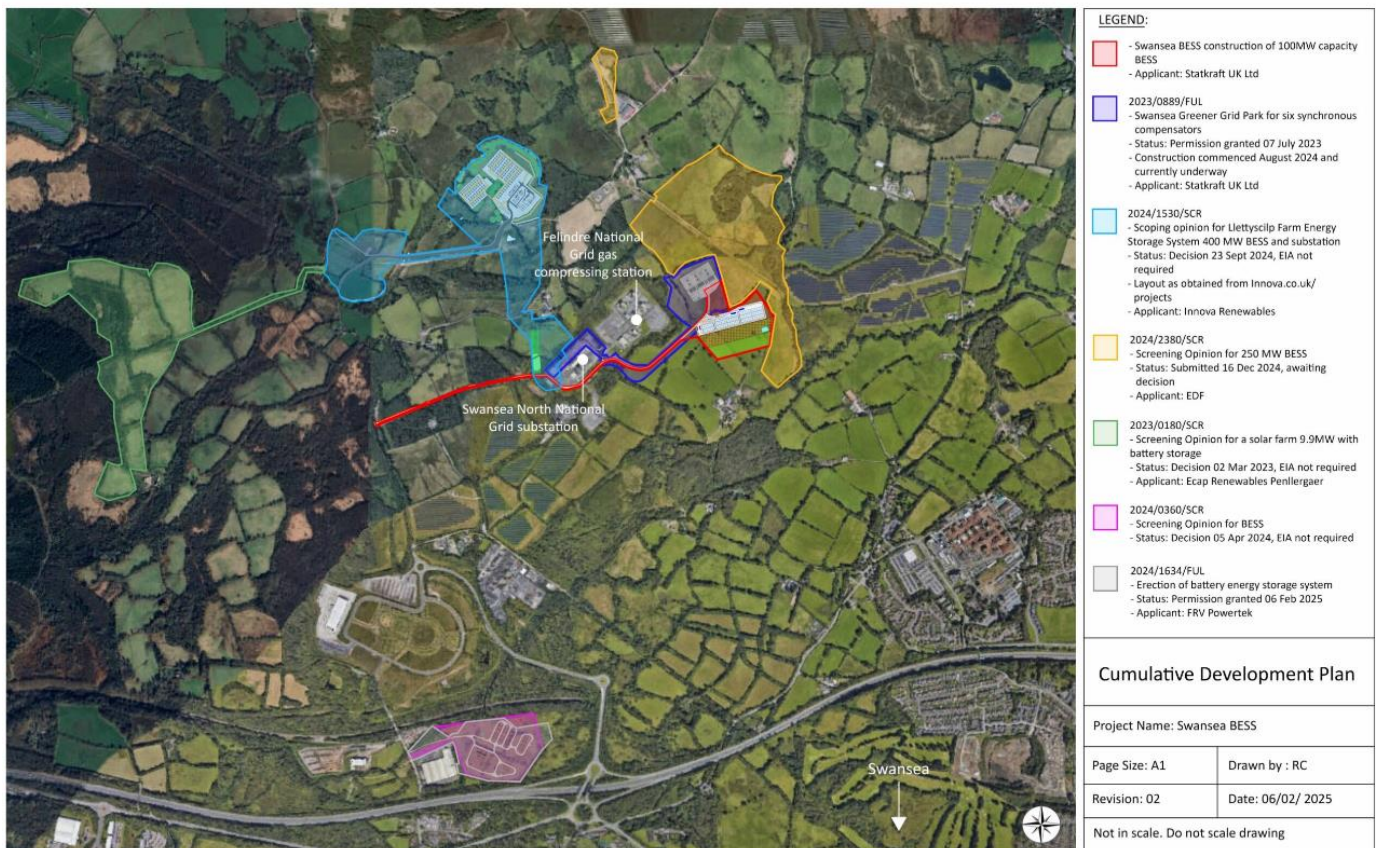 Felindre National
Grid gas
compressing station
Swansea North National
Grid substation
Swansea
LEGEND:
- Swansea BESS construction of 100MW capacity
BESS
- Applicant: Statkraft UK Ltd
2023/0889/FUL
- Swansea Greener Grid Park for six synchronous
compensators
- Status: Permission granted 07 July 2023
- Construction commenced August 2024 and
currently underway
- Applicant: Statkraft UK Ltd
2024/1530/SCR
- Scoping opinion for Llettyscilp Farm Energy
Storage System 400 MW BESS and substation
- Status: Decision 23 Sept 2024, EIA not
required
- Layout as obtained from Innova.co.uk/
projects
- Applicant: Innova Renewables
2024/2380/SCR
- Screening Opinion for 250 MW BESS
- Status: Submitted 16 Dec 2024, awaiting
decision
- Applicant: EDF
2023/0180/SCR
- Screening Opinion for a solar farm 9.9MW with
battery storage
- Status: Decision 02 Mar 2023, EIA not required
- Applicant: Ecap Renewables Penllergaer
2024/0360/SCR
- Screening Opinion for BESS
- Status: Decision 05 Apr 2024, EIA not required
2024/1634/FUL
- Erection of battery energy storage system
- Status: Permission granted 06 Feb 2025
- Applicant: FRV Powertek
Cumulative Development Plan
Project Name: Swansea BESS
Page Size: A1
Drawn by : RC
Revision: 02
Date: 06/02/ 2025
Not in scale. Do not scale drawing